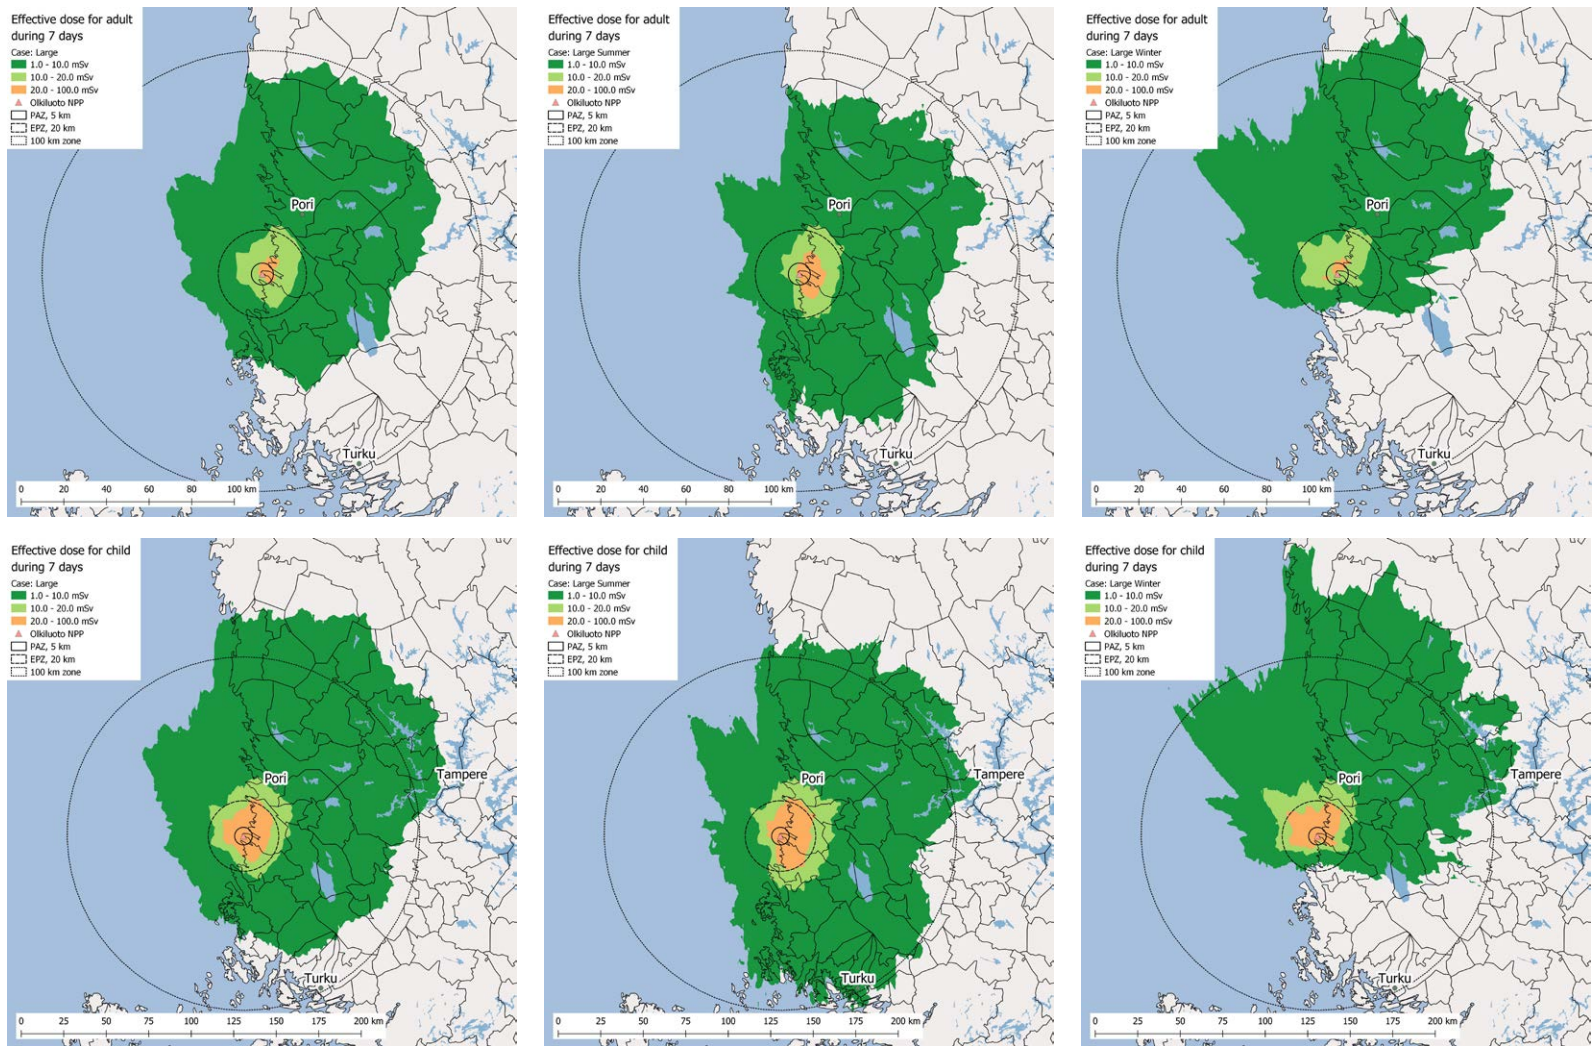 Effective dose for adult
during 7 days
Case: Large
1.0 - 10.0 mSv
10.0 - 20.0 mSv
20.0 - 100.0 mSv
Olkiluoto NPP
PAZ, 5 km
EPZ, 20 km
100 km zone
Pori
Turku
0 20 40 60 80 100 km
Effective dose for adult
during 7 days
Case: Large Summer
1.0 - 10.0 mSv
10.0 - 20.0 mSv
20.0 - 100.0 mSv
Olkiluoto NPP
PAZ, 5 km
EPZ, 20 km
100 km zone
Pori
Turku
0 20 40 60 80 100 km
Effective dose for adult
during 7 days
Case: Large Winter
1.0 - 10.0 mSv
10.0 - 20.0 mSv
20.0 - 100.0 mSv
Olkiluoto NPP
PAZ, 5 km
EPZ, 20 km
100 km zone
Pori
Turku
0 20 40 60 80 100 km
Effective dose for child
during 7 days
Case: Large
1.0 - 10.0 mSv
10.0 - 20.0 mSv
20.0 - 100.0 mSv
Olkiluoto NPP
PAZ, 5 km
EPZ, 20 km
100 km zone
Pori
Tampere
Turku
0 25 50 75 100 125 150 175 200 km
Effective dose for child
during 7 days
Case: Large Summer
1.0 - 10.0 mSv
10.0 - 20.0 mSv
20.0 - 100.0 mSv
Olkiluoto NPP
PAZ, 5 km
EPZ, 20 km
100 km zone
Pori
Tampere
Turku
0 25 50 75 100 125 150 175 200 km
Effective dose for child
during 7 days
Case: Large Winter
1.0 - 10.0 mSv
10.0 - 20.0 mSv
20.0 - 100.0 mSv
Olkiluoto NPP
PAZ, 5 km
EPZ, 20 km
100 km zone
Pori
Tampere
Turku
0 25 50 75 100 125 150 175 200 km